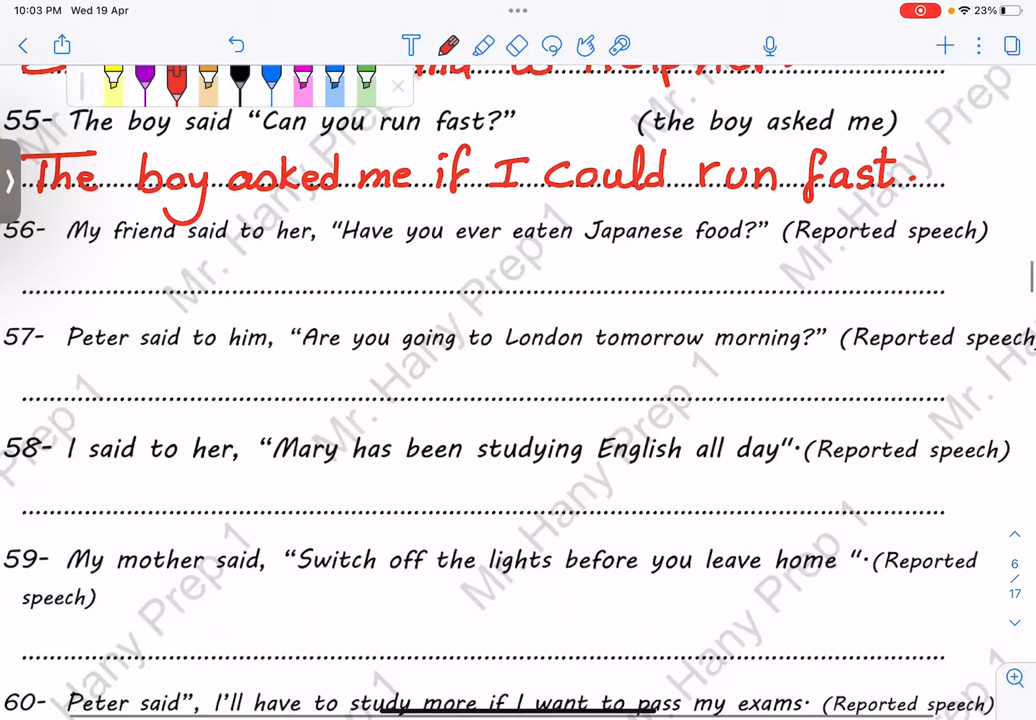 10:03 PM Wed 19 Apr
23%
55- The boy said “Can you run fast?” (the boy asked me)
The boy asked me if I could run fast.
56- My friend said to her, “Have you ever eaten Japanese food?” (Reported speech)
57- Peter said to him, “Are you going to London tomorrow morning?” (Reported speech
58- I said to her, “Mary has been studying English all day".(Reported speech)
59- My mother said, “Switch off the lights before you leave home “.(Reported
speech)
60- Peter said”, I’ll have to study more if I want to pass my exams. (Reported speech)
6
/
17
Mr. Hany Prep 1